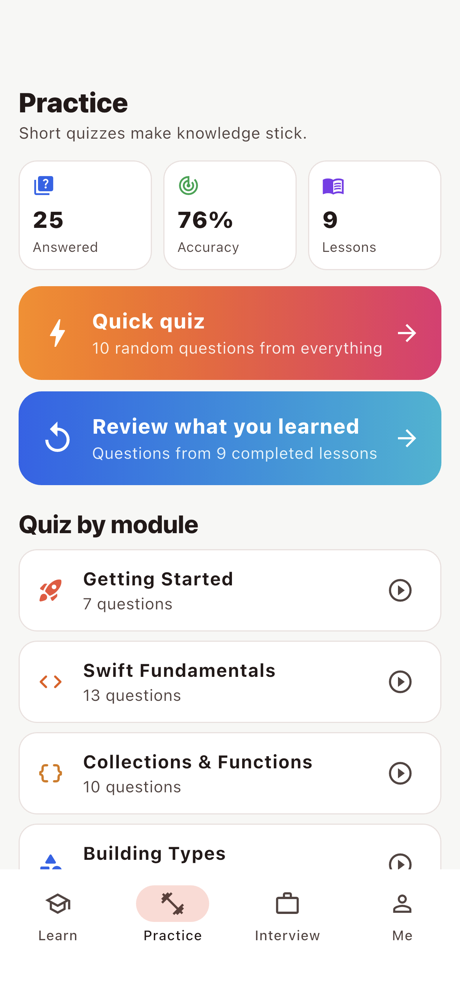 Practice
Short quizzes make knowledge stick.
25
Answered
76%
Accuracy
9
Lessons
Quick quiz
10 random questions from everything
Review what you learned
Questions from 9 completed lessons
Quiz by module
Getting Started
7 questions
Swift Fundamentals
13 questions
Collections & Functions
10 questions
Building Types
Learn
Practice
Interview
Me